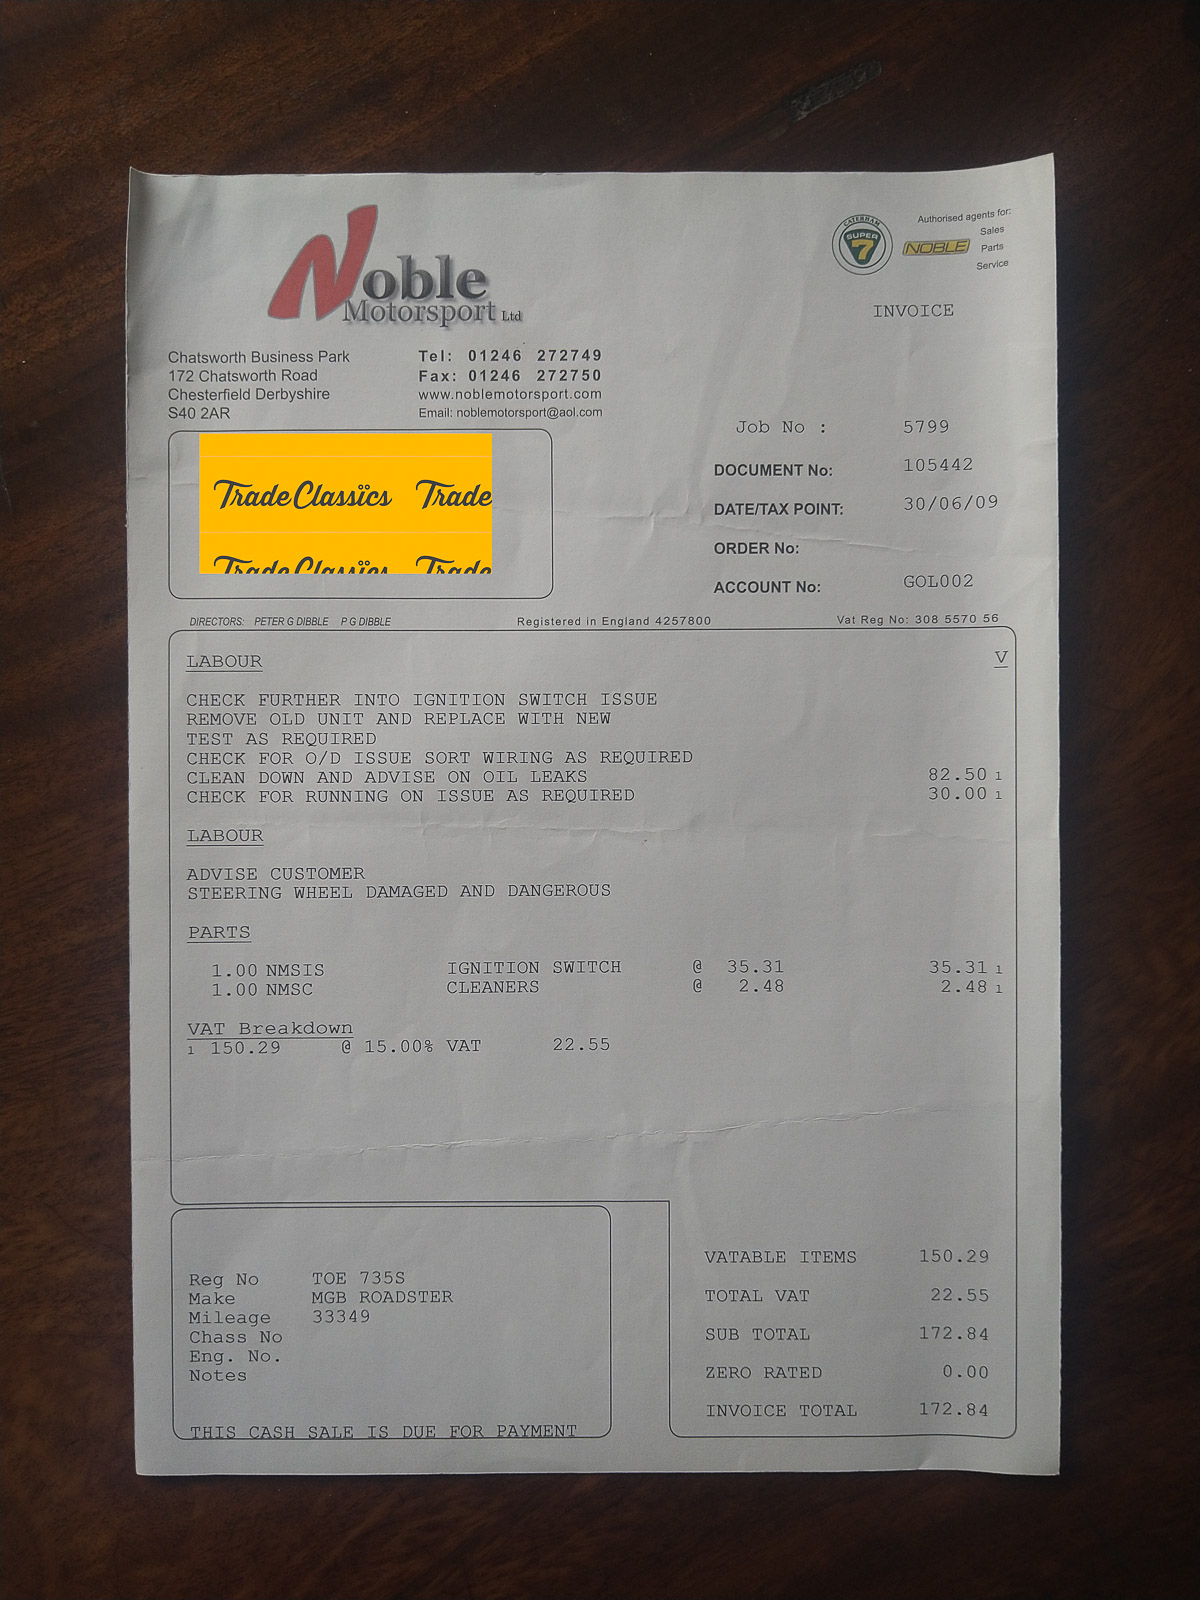 Noble
Motorsport Ltd
CATERHAM
SUPER
7
NOBLE
Authorised agents for:
Sales
Parts
Service
INVOICE
Chatsworth Business Park
172 Chatsworth Road
Chesterfield Derbyshire
S40 2AR
Tel: 01246 272749
Fax: 01246 272750
www.noblemotorsport.com
Email: noblemotorsport@aol.com
Trade Classics Trade
Trade Classics Trade
Job No : 5799
DOCUMENT No: 105442
DATE/TAX POINT: 30/06/09
ORDER No:
ACCOUNT No: GOL002
DIRECTORS: PETER G DIBBLE P G DIBBLE Registered in England 4257800 Vat Reg No: 308 5570 56
LABOUR V
CHECK FURTHER INTO IGNITION SWITCH ISSUE
REMOVE OLD UNIT AND REPLACE WITH NEW
TEST AS REQUIRED
CHECK FOR O/D ISSUE SORT WIRING AS REQUIRED
CLEAN DOWN AND ADVISE ON OIL LEAKS 82.50 1
CHECK FOR RUNNING ON ISSUE AS REQUIRED 30.00 1
LABOUR
ADVISE CUSTOMER
STEERING WHEEL DAMAGED AND DANGEROUS
PARTS
1.00 NMSIS IGNITION SWITCH @ 35.31 35.31 1
1.00 NMSC CLEANERS @ 2.48 2.48 1
VAT Breakdown
1 150.29 @ 15.00% VAT 22.55
Reg No TOE 735S
Make MGB ROADSTER
Mileage 33349
Chass No
Eng. No.
Notes
THIS CASH SALE IS DUE FOR PAYMENT
VATABLE ITEMS 150.29
TOTAL VAT 22.55
SUB TOTAL 172.84
ZERO RATED 0.00
INVOICE TOTAL 172.84